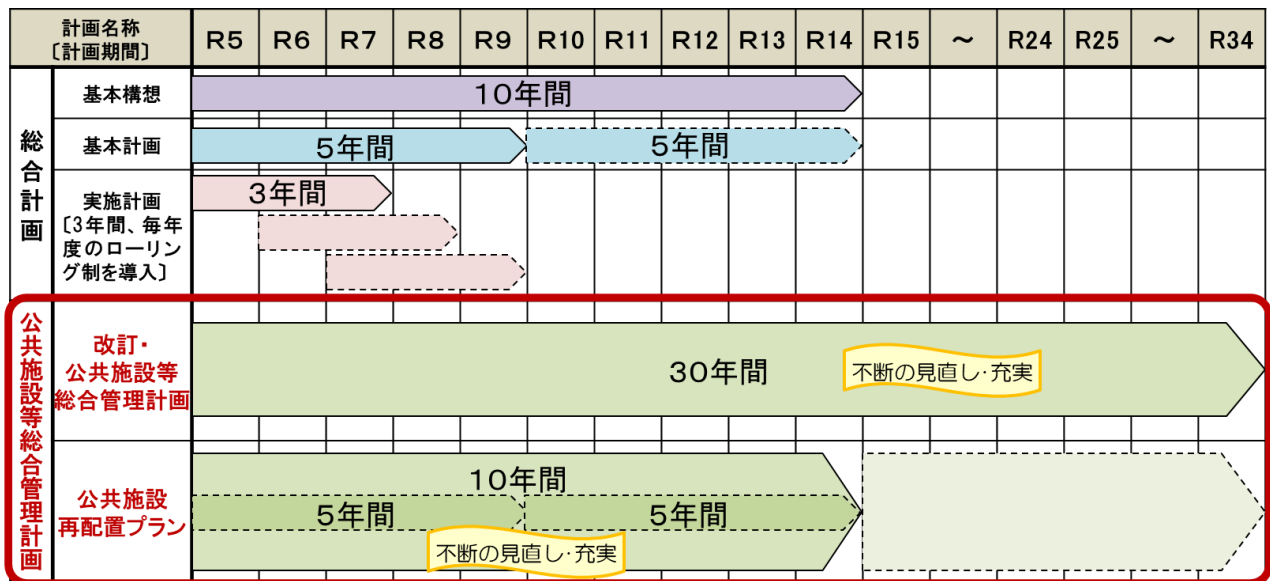 計画名称
〔計画期間〕
R5
R6
R7
R8
R9
R10
R11
R12
R13
R14
R15
～
R24
R25
～
R34
総合計画
基本構想
10年間
基本計画
5年間
5年間
実施計画
〔3年間、毎年
度のローリン
グ制を導入〕
3年間
公共施設等総合管理計画
改訂・
公共施設等
総合管理計画
30年間
不断の見直し・充実
公共施設
再配置プラン
10年間
5年間
5年間
不断の見直し・充実